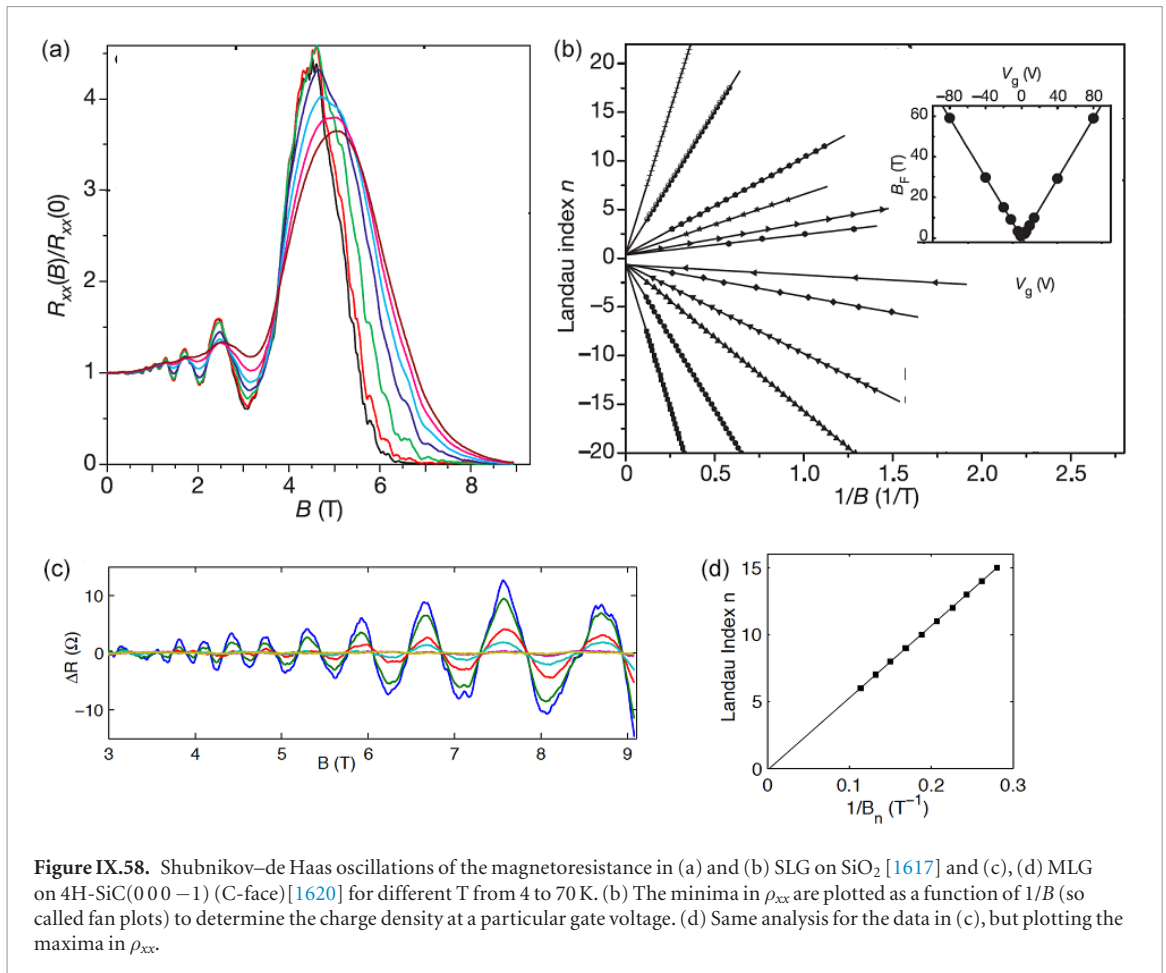 (a)
4
3
2
1
0
R_xx(B)/R_xx(0)
0 2 4 6 8
B (T)
(b)
20
15
10
5
0
−5
−10
−15
−20
Landau index n
0 0.5 1.0 1.5 2.0 2.5
1/B (1/T)
V_g (V)
−80 −40 0 40 80
60
40
20
0
B_F (T)
V_g (V)
(c)
10
0
−10
ΔR (Ω)
3 4 5 6 7 8 9
B (T)
(d)
15
10
5
0
Landau Index n
0 0.1 0.2 0.3
1/B_n (T⁻¹)
Figure IX.58. Shubnikov–de Haas oscillations of the magnetoresistance in (a) and (b) SLG on SiO₂ [1617] and (c), (d) MLG
on 4H-SiC(0 0 0 −1) (C-face)[1620] for different T from 4 to 70 K. (b) The minima in ρ_xx are plotted as a function of 1/B (so
called fan plots) to determine the charge density at a particular gate voltage. (d) Same analysis for the data in (c), but plotting the
maxima in ρ_xx.